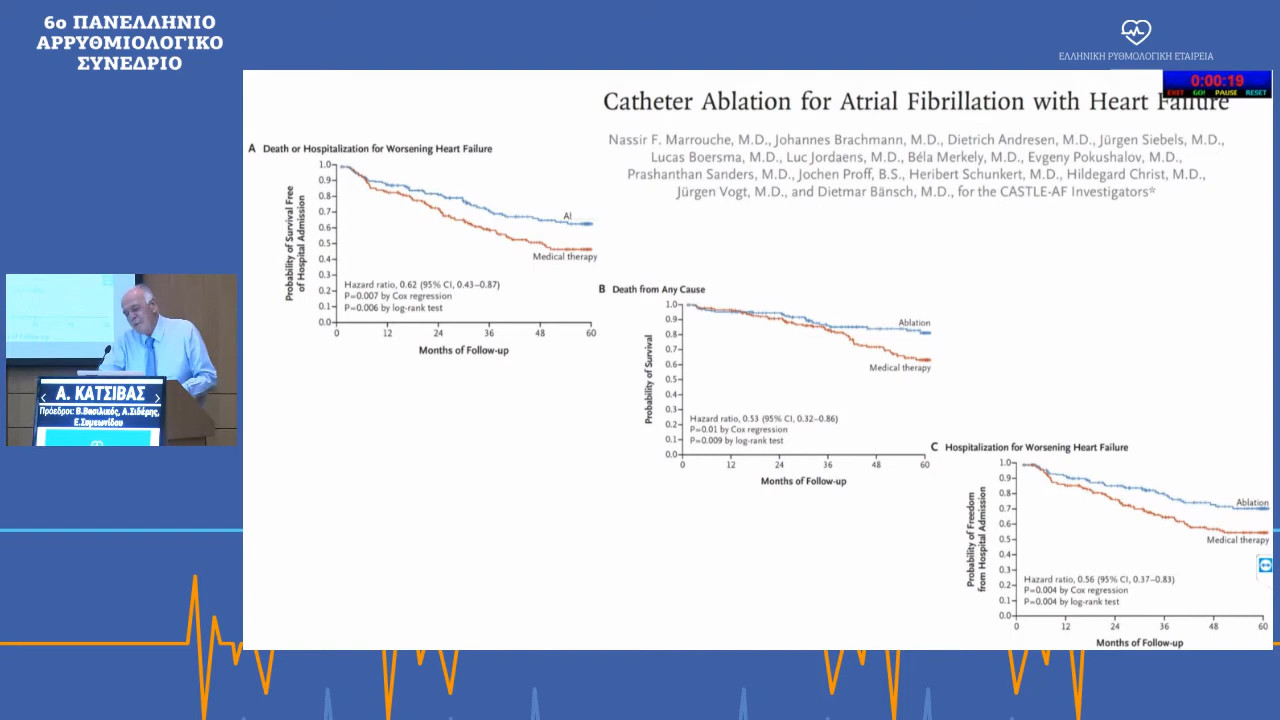 6ο ΠΑΝΕΛΛΗΝΙΟ
ΑΡΡΥΘΜΙΟΛΟΓΙΚΟ
ΣΥΝΕΔΡΙΟ
ΕΛΛΗΝΙΚΗ ΡΥΘΜΟΛΟΓΙΚΗ ΕΤΑΙΡΕΙΑ
0:00:19
EXIT GO! PAUSE RESET
Catheter Ablation for Atrial Fibrillation with Heart Failure
Nassir F. Marrouche, M.D., Johannes Brachmann, M.D., Dietrich Andresen, M.D., Jürgen Siebels, M.D.,
Lucas Boersma, M.D., Luc Jordaens, M.D., Béla Merkely, M.D., Evgeny Pokushalov, M.D.,
Prashanthan Sanders, M.D., Jochen Proff, B.S., Heribert Schunkert, M.D., Hildegard Christ, M.D.,
Jürgen Vogt, M.D., and Dietmar Bänsch, M.D., for the CASTLE-AF Investigators*
A Death or Hospitalization for Worsening Heart Failure
Probability of Survival Free
of Hospital Admission
1.0
0.9
0.8
0.7
0.6
0.5
0.4
0.3
0.2
0.1
0.0
Medical therapy
Hazard ratio, 0.62 (95% CI, 0.43–0.87)
P=0.007 by Cox regression
P=0.006 by log-rank test
0 12 24 36 48 60
Months of Follow-up
B Death from Any Cause
Probability of Survival
1.0
0.9
0.8
0.7
0.6
0.5
0.4
0.3
0.2
0.1
0.0
Ablation
Medical therapy
Hazard ratio, 0.53 (95% CI, 0.32–0.86)
P=0.01 by Cox regression
P=0.009 by log-rank test
0 12 24 36 48 60
Months of Follow-up
C Hospitalization for Worsening Heart Failure
Probability of Freedom
from Hospital Admission
1.0
0.9
0.8
0.7
0.6
0.5
0.4
0.3
0.2
0.1
0.0
Ablation
Medical therapy
Hazard ratio, 0.56 (95% CI, 0.37–0.83)
P=0.004 by Cox regression
P=0.004 by log-rank test
0 12 24 36 48 60
Months of Follow-up
Α. ΚΑΤΣΙΒΑΣ
Πρόεδροι: Β.Βασιλικός, Α.Σιδέρης,
Ε.Συμεωνίδου